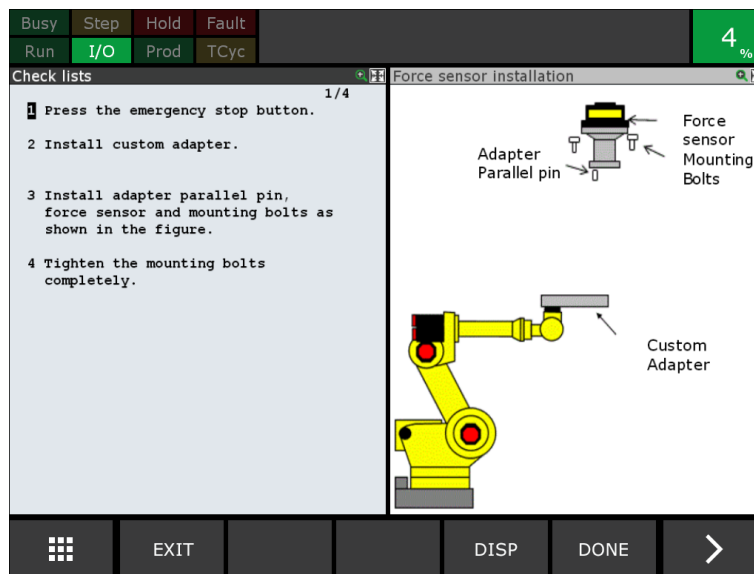 Busy Step Hold Fault
Run I/O Prod TCyc
4 %
Check lists
1/4
1 Press the emergency stop button.
2 Install custom adapter.
3 Install adapter parallel pin,
force sensor and mounting bolts as
shown in the figure.
4 Tighten the mounting bolts
completely.
Force sensor installation
Force
sensor
Mounting
Bolts
Adapter
Parallel pin
Custom
Adapter
EXIT
DISP
DONE